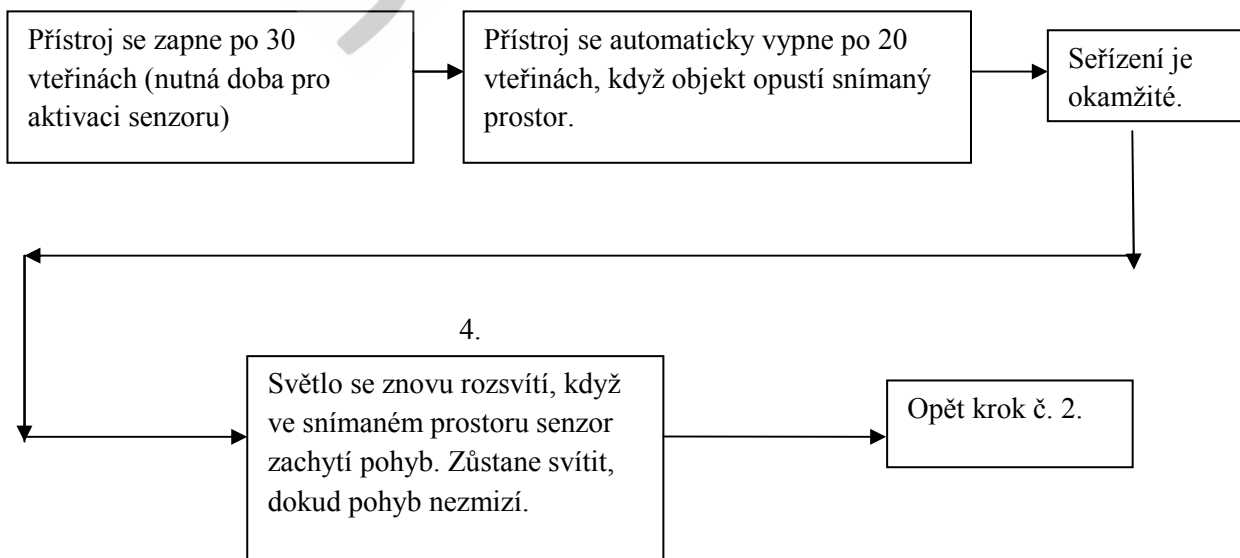 Přístroj se zapne po 30
vteřinách (nutná doba pro
aktivaci senzoru)
Přístroj se automaticky vypne po 20
vteřinách, když objekt opustí snímaný
prostor.
Seřízení je
okamžité.
4.
Světlo se znovu rozsvítí, když
ve snímaném prostoru senzor
zachytí pohyb. Zůstane svítit,
dokud pohyb nezmizí.
Opět krok č. 2.